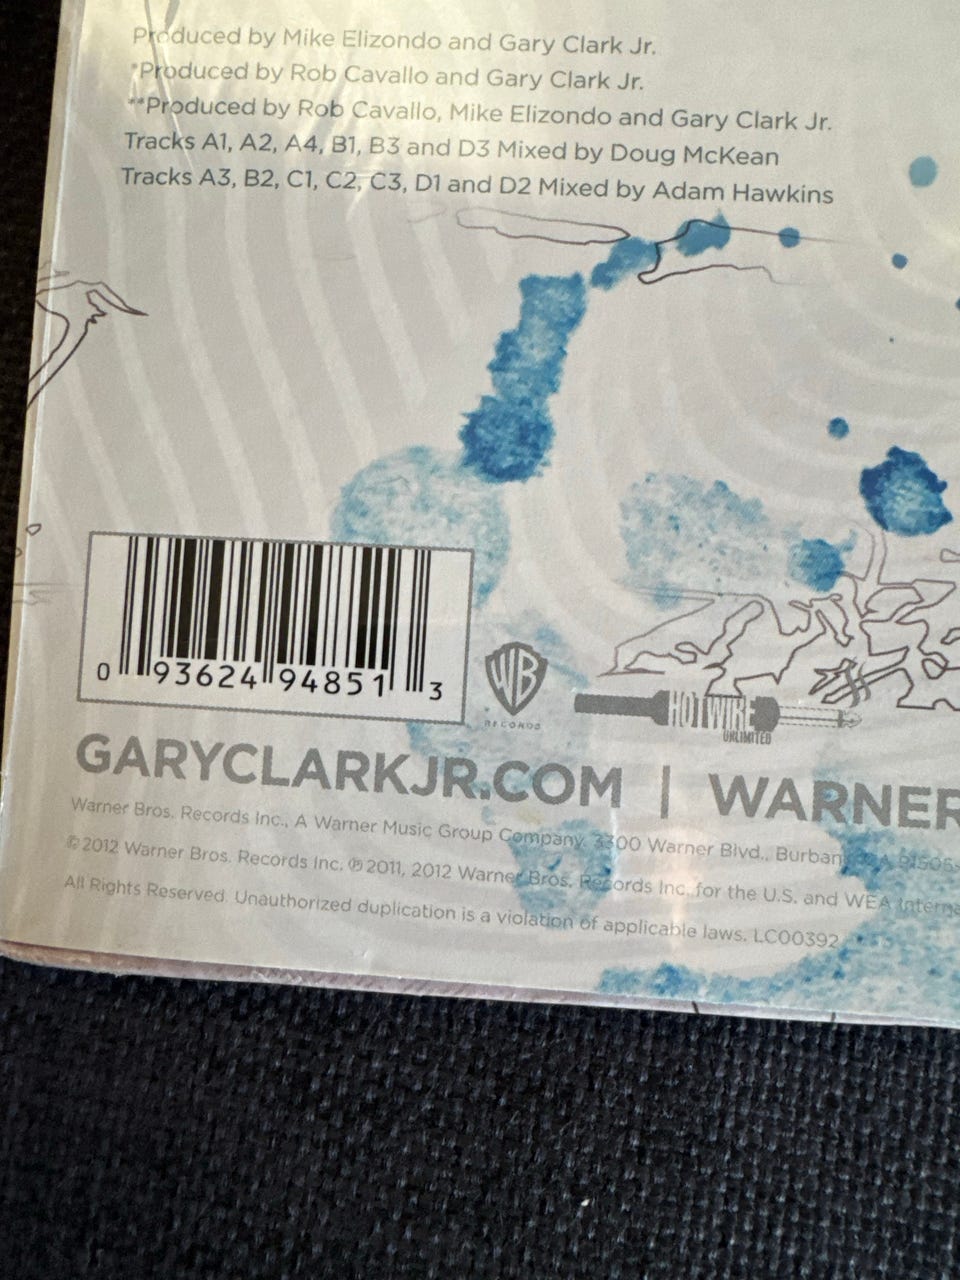 Produced by Mike Elizondo and Gary Clark Jr.
*Produced by Rob Cavallo and Gary Clark Jr.
**Produced by Rob Cavallo, Mike Elizondo and Gary Clark Jr.
Tracks A1, A2, A4, B1, B3 and D3 Mixed by Doug McKean
Tracks A3, B2, C1, C2, C3, D1 and D2 Mixed by Adam Hawkins
0 93624 94851 3
WB
RECORDS
HOTWIRE
UNLIMITED
GARYCLARKJR.COM | WARNER
Warner Bros. Records Inc., A Warner Music Group Company, 3300 Warner Blvd., Burbank, CA 91505-
©2012 Warner Bros. Records Inc. ℗2011, 2012 Warner Bros. Records Inc. for the U.S. and WEA Interna
All Rights Reserved. Unauthorized duplication is a violation of applicable laws. LC00392